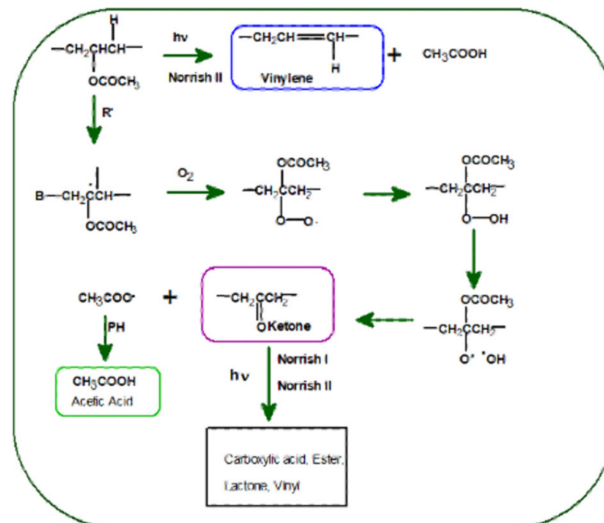 H
—CH₂CHCH—
OCOCH₃
hν
Norrish II
—CH₂CH═CH—
H
Vinylene
+
CH₃COOH
R·
B—CH₂CCH—
OCOCH₃
O₂
OCOCH₃
—CH₂CCH₂—
O—O·
OCOCH₃
—CH₂CCH₂—
O—OH
OCOCH₃
—CH₂CCH₂—
O· ·OH
CH₃COO·
+
—CH₂CCH₂—
OKetone
PH
CH₃COOH
Acetic Acid
hν
Norrish I
Norrish II
Carboxylic acid, Ester,
Lactone, Vinyl